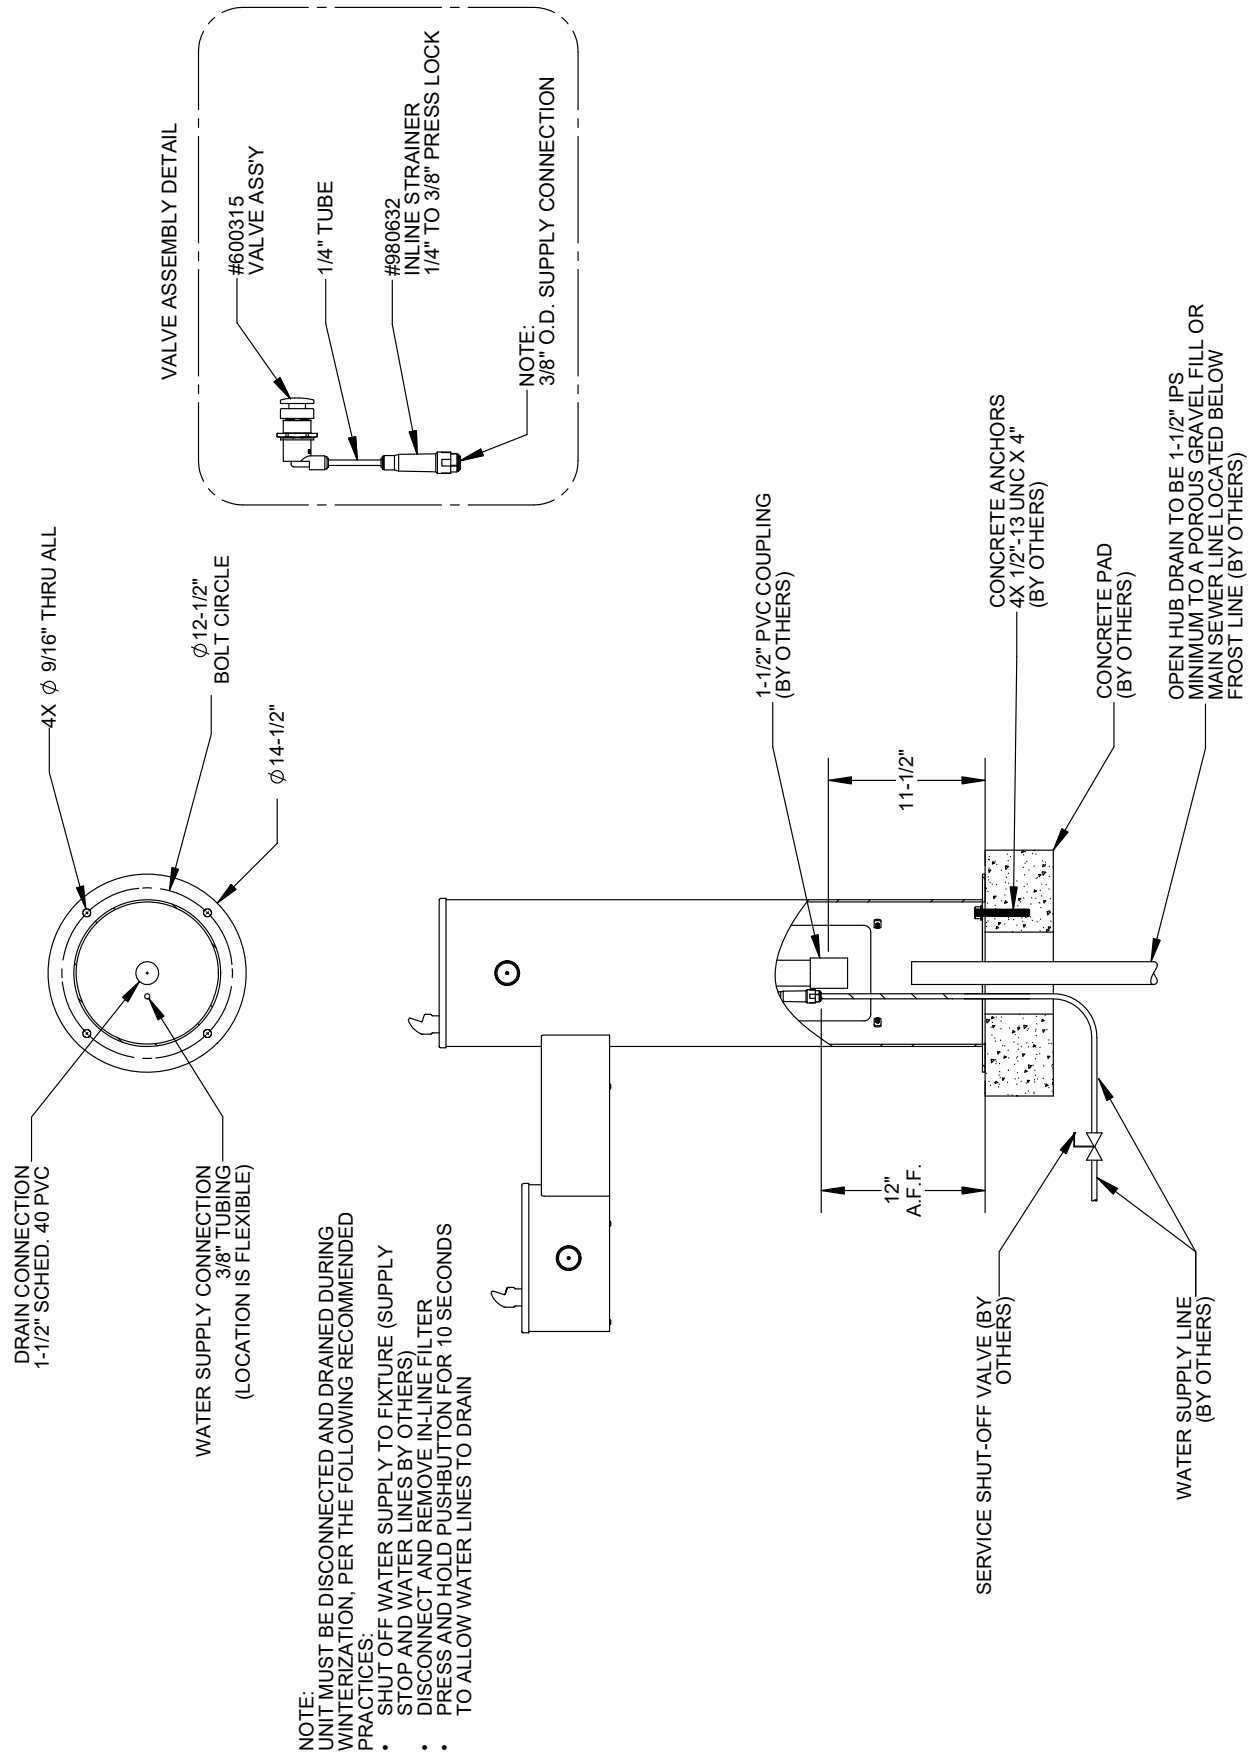 DRAIN CONNECTION
1-1/2" SCHED. 40 PVC
WATER SUPPLY CONNECTION
3/8" TUBING
(LOCATION IS FLEXIBLE)
4X Ø 9/16" THRU ALL
Ø12-1/2"
BOLT CIRCLE
Ø14-1/2"
VALVE ASSEMBLY DETAIL
#600315
VALVE ASS'Y
1/4" TUBE
#980632
INLINE STRAINER
1/4" TO 3/8" PRESS LOCK
NOTE:
3/8" O.D. SUPPLY CONNECTION
NOTE:
UNIT MUST BE DISCONNECTED AND DRAINED DURING
WINTERIZATION, PER THE FOLLOWING RECOMMENDED
PRACTICES:
• SHUT OFF WATER SUPPLY TO FIXTURE (SUPPLY
STOP AND WATER LINES BY OTHERS)
• DISCONNECT AND REMOVE IN-LINE FILTER
• PRESS AND HOLD PUSHBUTTON FOR 10 SECONDS
TO ALLOW WATER LINES TO DRAIN
1-1/2" PVC COUPLING
(BY OTHERS)
11-1/2"
12"
A.F.F.
CONCRETE ANCHORS
4X 1/2"-13 UNC X 4"
(BY OTHERS)
CONCRETE PAD
(BY OTHERS)
OPEN HUB DRAIN TO BE 1-1/2" IPS
MINIMUM TO A POROUS GRAVEL FILL OR
MAIN SEWER LINE LOCATED BELOW
FROST LINE (BY OTHERS)
SERVICE SHUT-OFF VALVE (BY
OTHERS)
WATER SUPPLY LINE
(BY OTHERS)